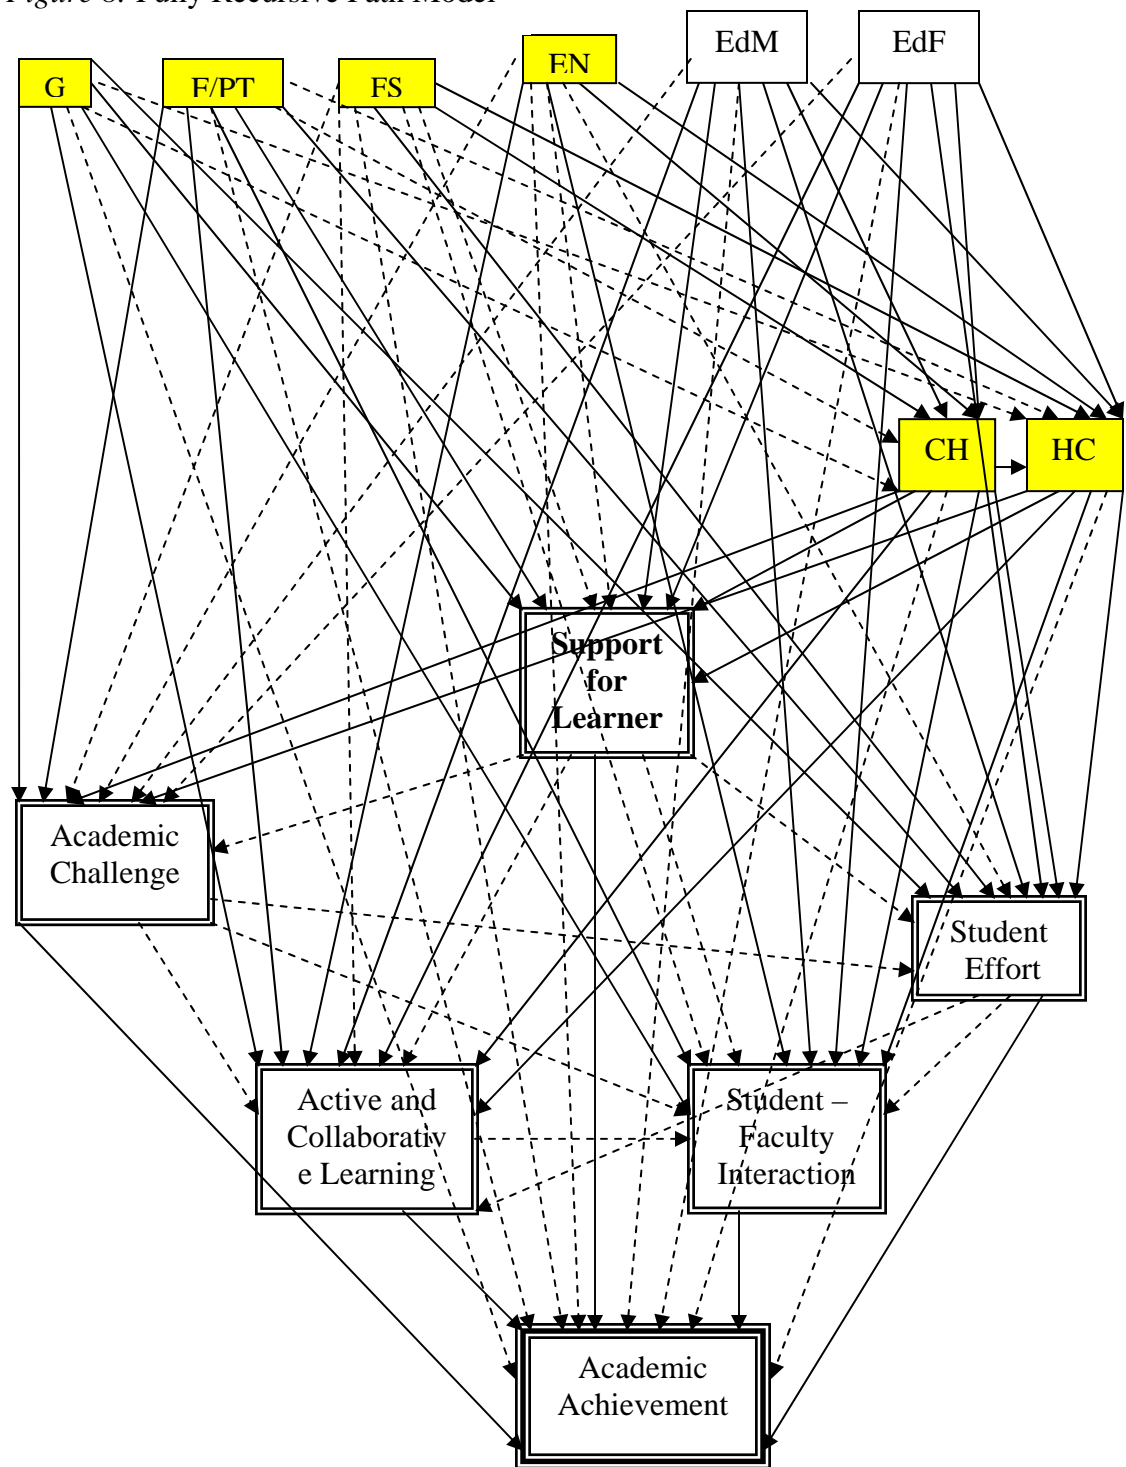 Figure 8. Fully Recursive Path Model
EdM
EdF
EN
G
F/PT
FS
CH
HC
Support
for
Learner
Academic
Challenge
Student
Effort
Active and
Collaborativ
e Learning
Student –
Faculty
Interaction
Academic
Achievement